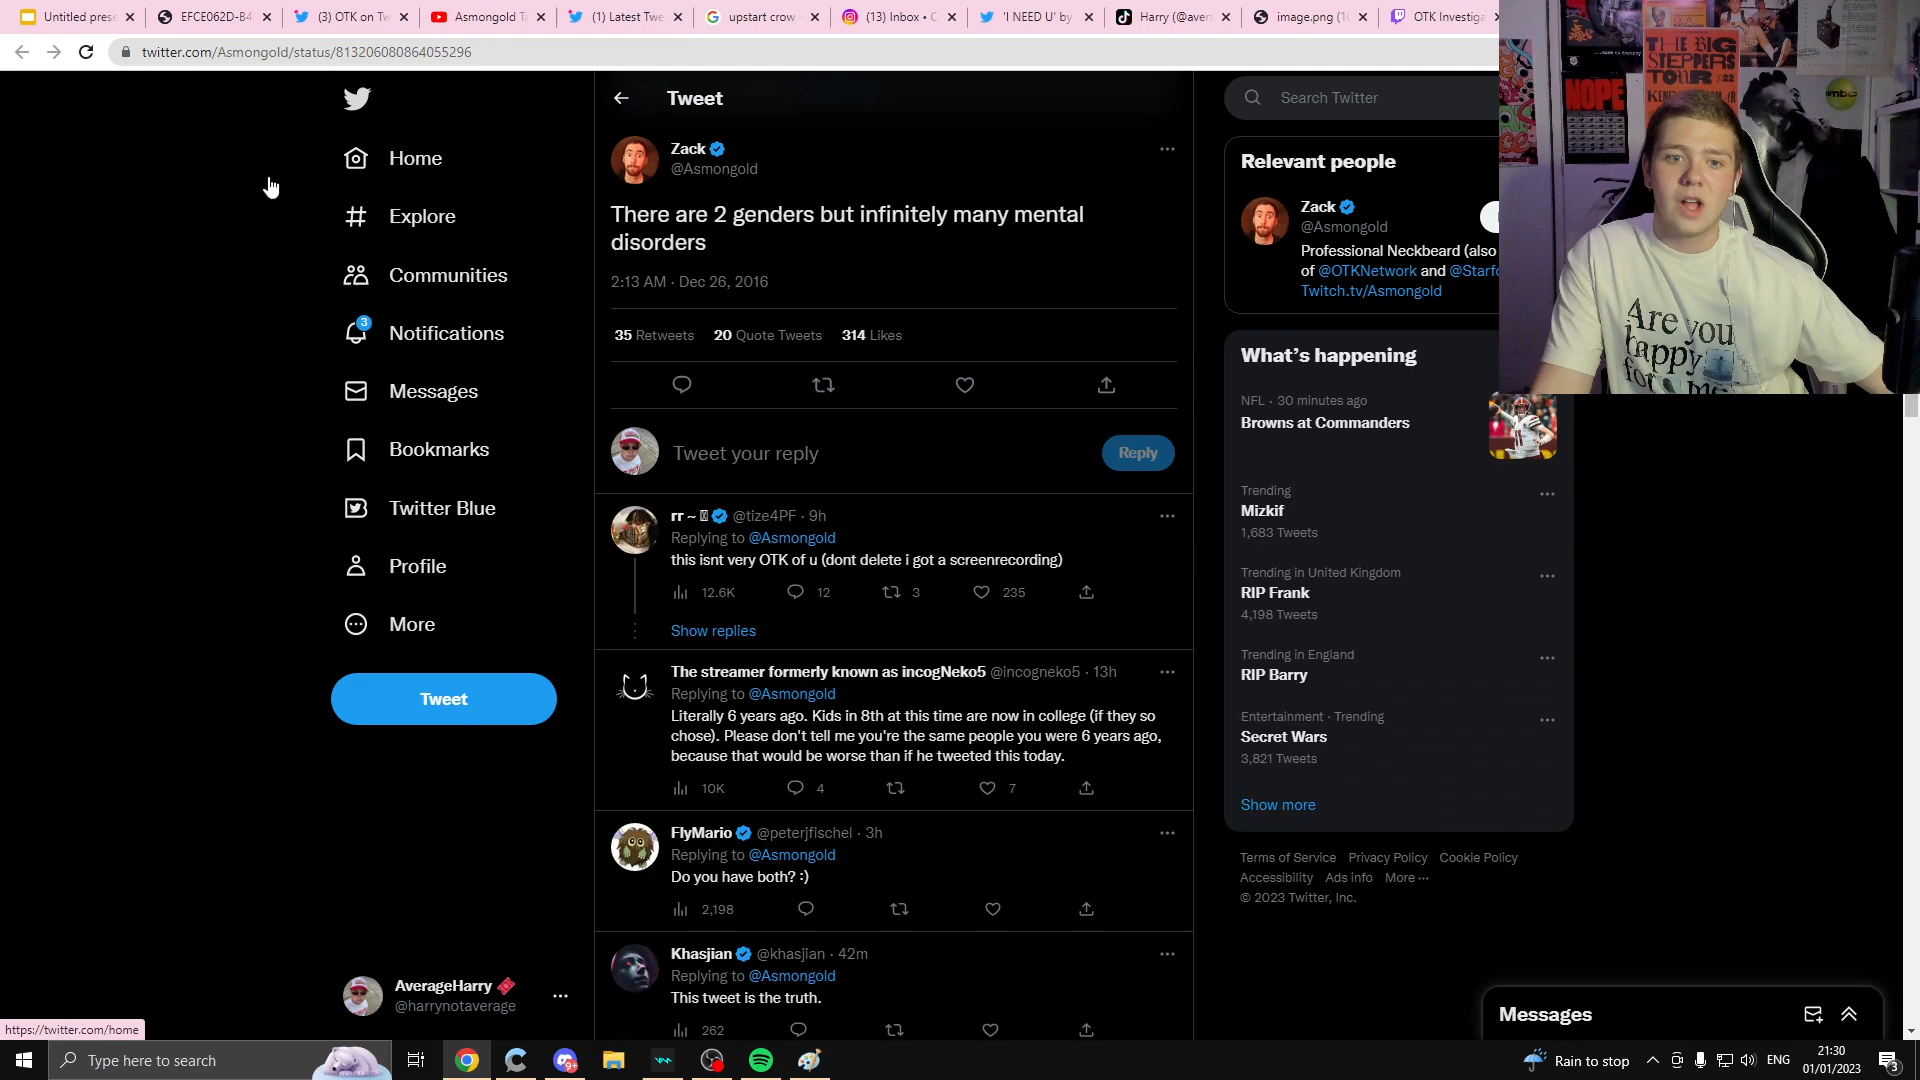 Untitled prese
EFCE062D-B4
(3) OTK on Tw
Asmongold Ta
(1) Latest Twe
upstart crow -
(13) Inbox • C
'I NEED U' by
Harry (@avera
image.png (1
OTK Investiga
twitter.com/Asmongold/status/813206080864055296
Home
Explore
Communities
3
Notifications
Messages
Bookmarks
Twitter Blue
Profile
More
Tweet
AverageHarry
@harrynotaverage
https://twitter.com/home
Tweet
Zack
@Asmongold
There are 2 genders but infinitely many mental
disorders
2:13 AM · Dec 26, 2016
35 Retweets 20 Quote Tweets 314 Likes
Tweet your reply
Reply
@tize4PF · 9h
Replying to @Asmongold
this isnt very OTK of u (dont delete i got a screenrecording)
12.6K 12 3 235
Show replies
The streamer formerly known as incogNeko5 @incogneko5 · 13h
Replying to @Asmongold
Literally 6 years ago. Kids in 8th at this time are now in college (if they so
chose). Please don't tell me you're the same people you were 6 years ago,
because that would be worse than if he tweeted this today.
10K 4 7
FlyMario @peterjfischel · 3h
Replying to @Asmongold
Do you have both? :)
2,198
Khasjian @khasjian · 42m
Replying to @Asmongold
This tweet is the truth.
262
Search Twitter
Relevant people
Zack
@Asmongold
Professional Neckbeard (also
of @OTKNetwork and @Starfo
Twitch.tv/Asmongold
What's happening
NFL · 30 minutes ago
Browns at Commanders
Trending
Mizkif
1,683 Tweets
Trending in United Kingdom
RIP Frank
4,198 Tweets
Trending in England
RIP Barry
Entertainment · Trending
Secret Wars
3,821 Tweets
Show more
Terms of Service Privacy Policy Cookie Policy
Accessibility Ads info More ···
© 2023 Twitter, Inc.
Messages
THE BIG
STEPPERS
TOUR
NOPE
Are you
happy
for me
Type here to search
9+
Rain to stop
ENG
21:30
01/01/2023
3